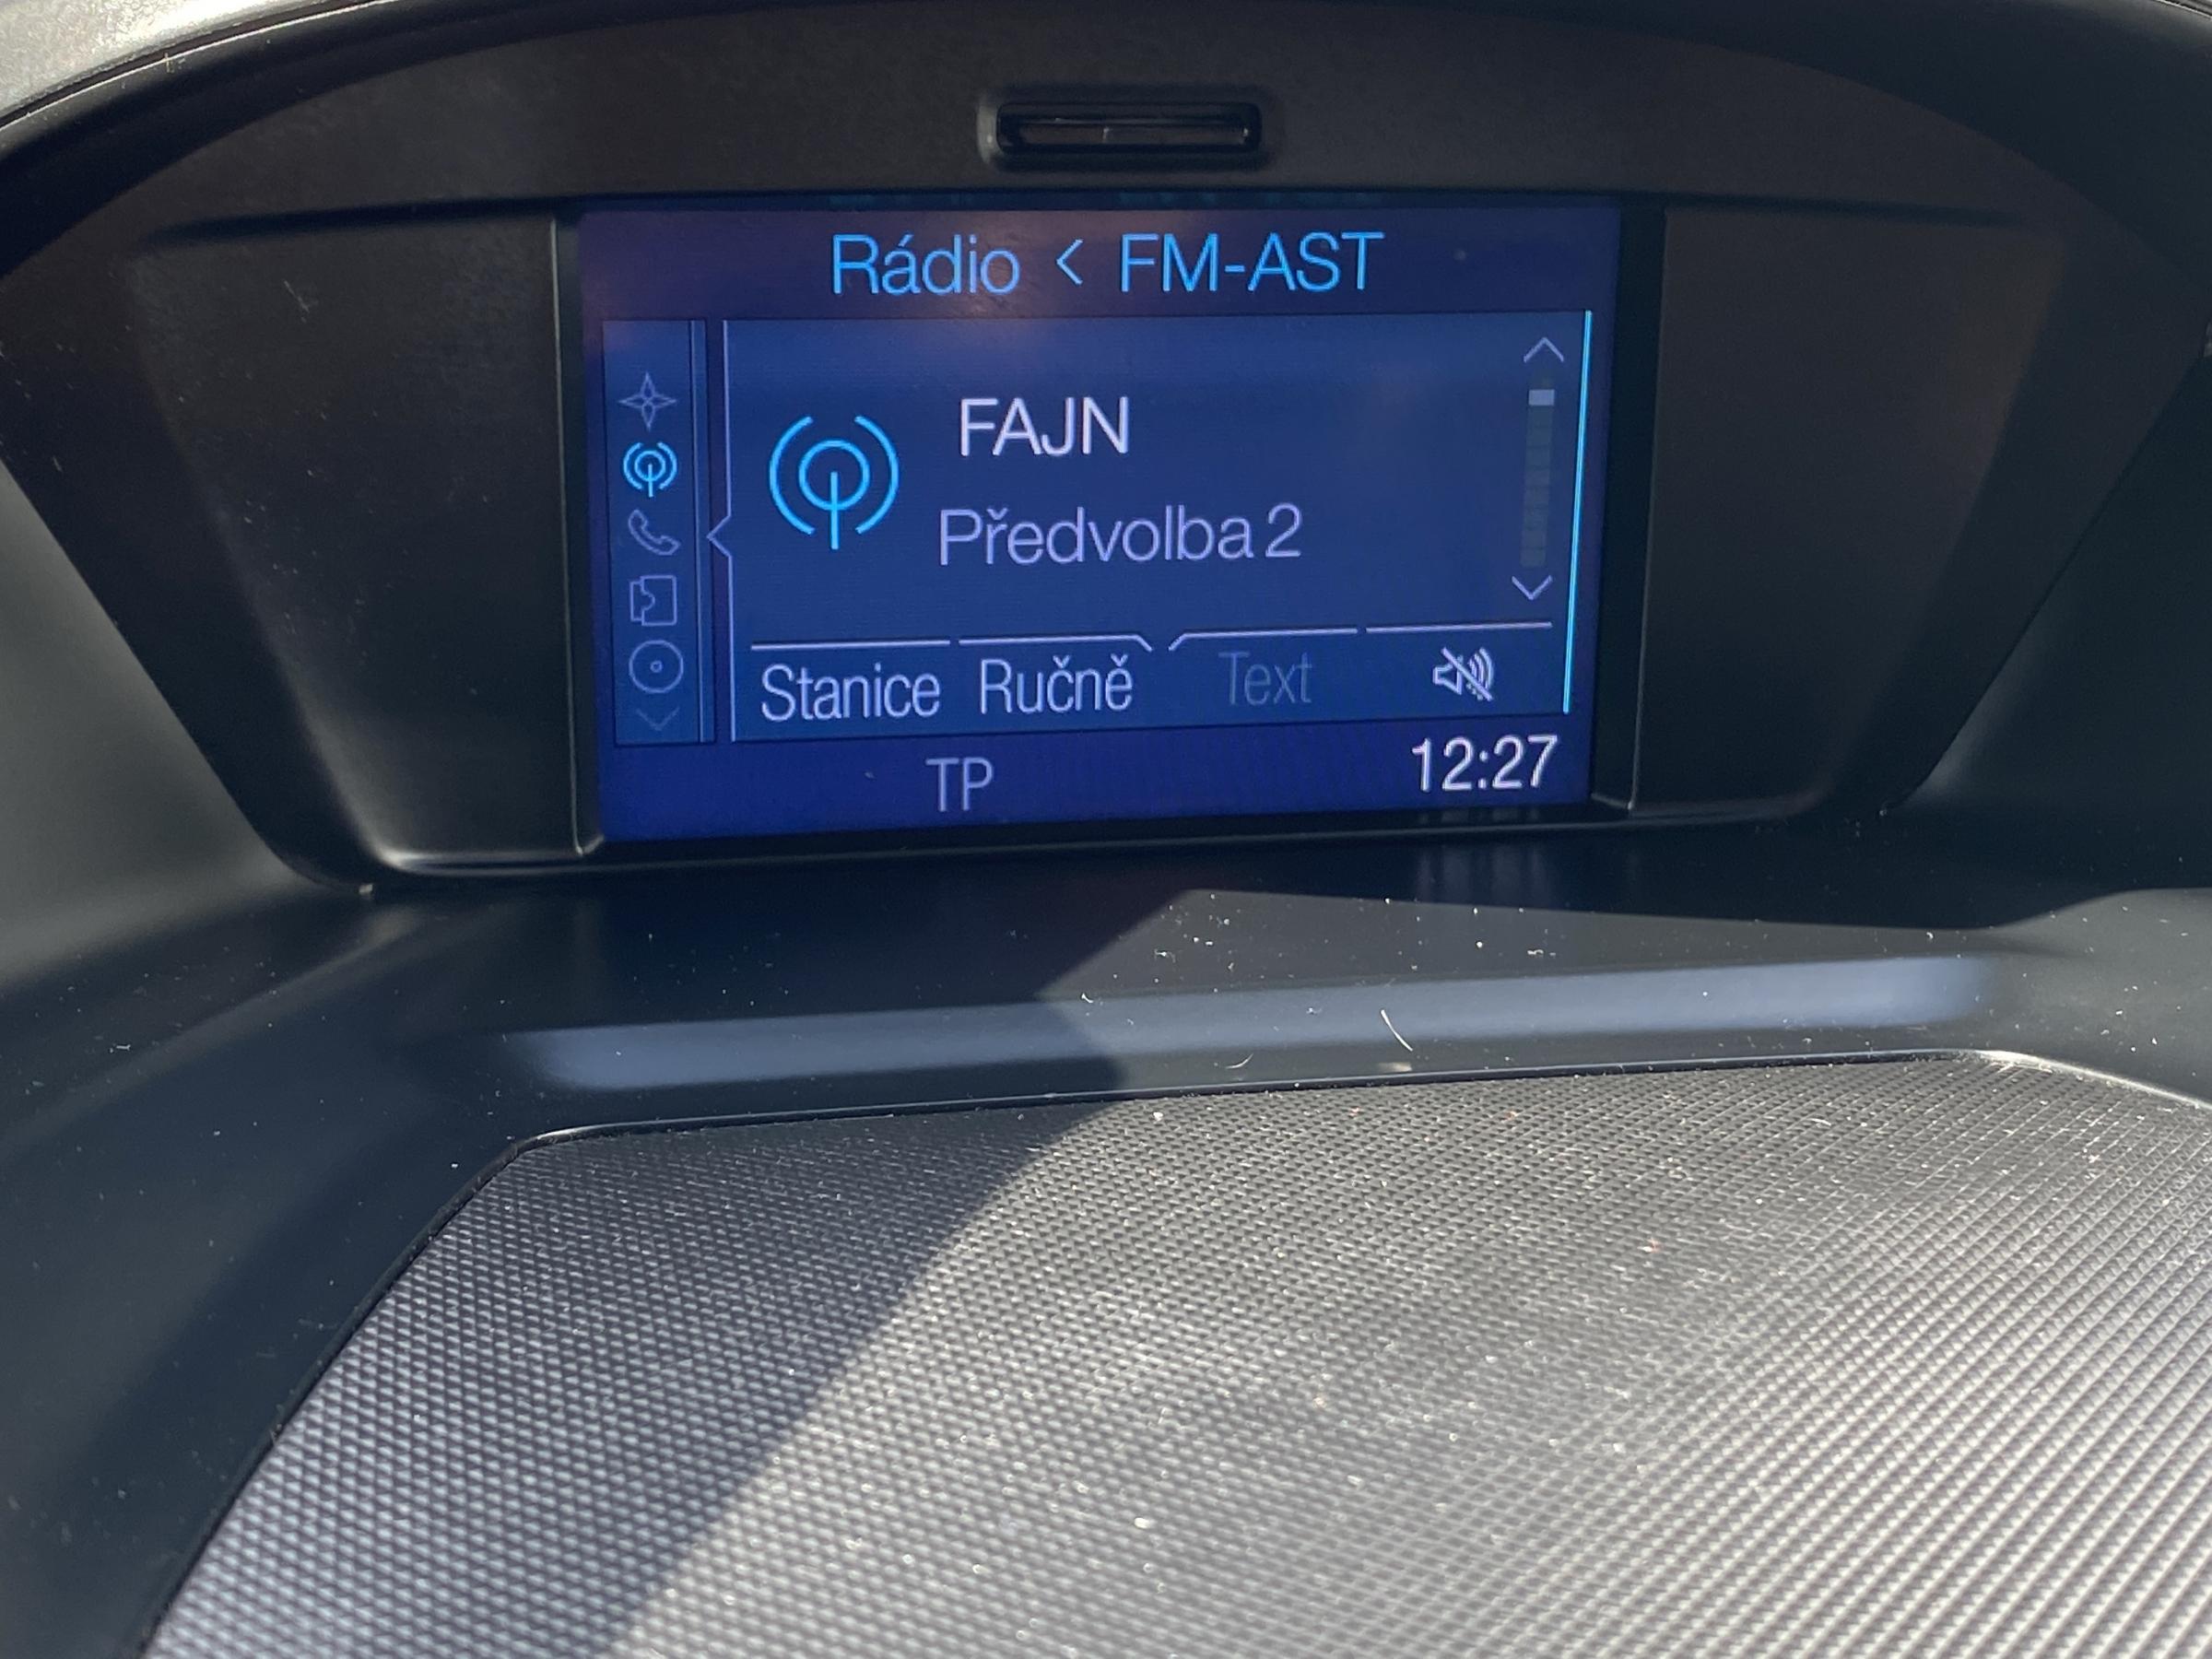 Rádio < FM-AST
FAJN
Předvolba 2
Stanice Ručně Text
TP 12:27